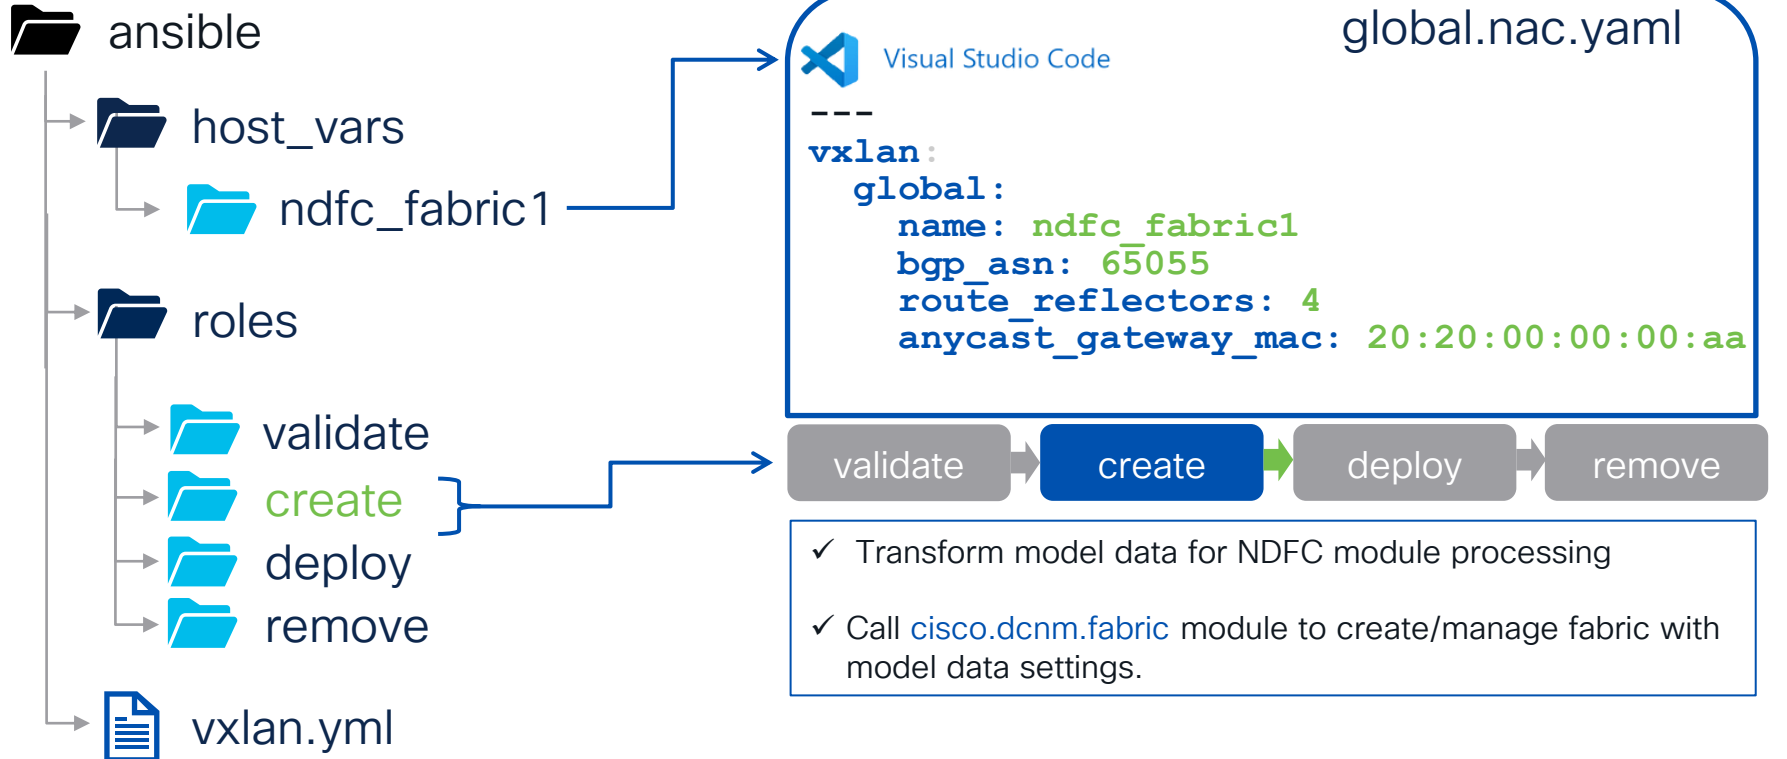 ansible
host_vars
ndfc_fabric1
roles
validate
create
deploy
remove
vxlan.yml
global.nac.yaml
Visual Studio Code
---
vxlan:
global:
name: ndfc_fabric1
bgp_asn: 65055
route_reflectors: 4
anycast_gateway_mac: 20:20:00:00:00:aa
validate
create
deploy
remove
✓ Transform model data for NDFC module processing
✓ Call cisco.dcnm.fabric module to create/manage fabric with
model data settings.